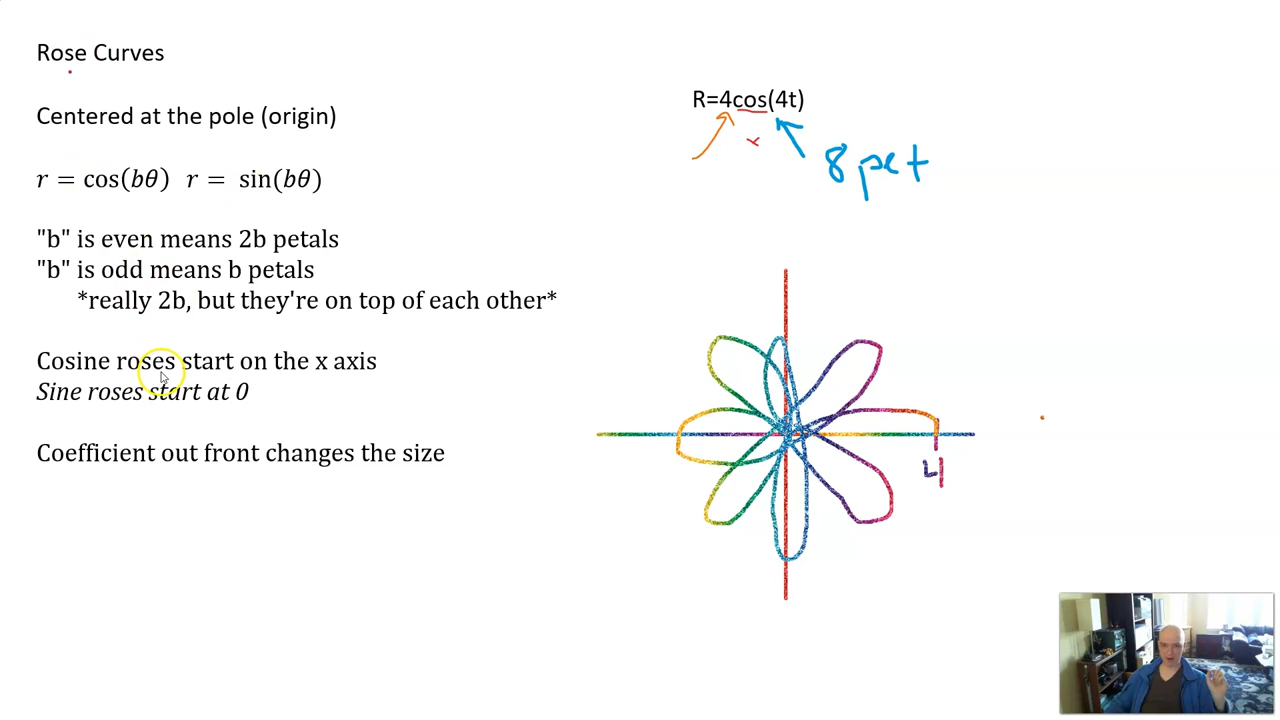 Rose Curves
Centered at the pole (origin)
r = cos(bθ)  r = sin(bθ)
"b" is even means 2b petals
"b" is odd means b petals
*really 2b, but they're on top of each other*
Cosine roses start on the x axis
Sine roses start at 0
Coefficient out front changes the size
R=4cos(4t)
x
8 pet
4